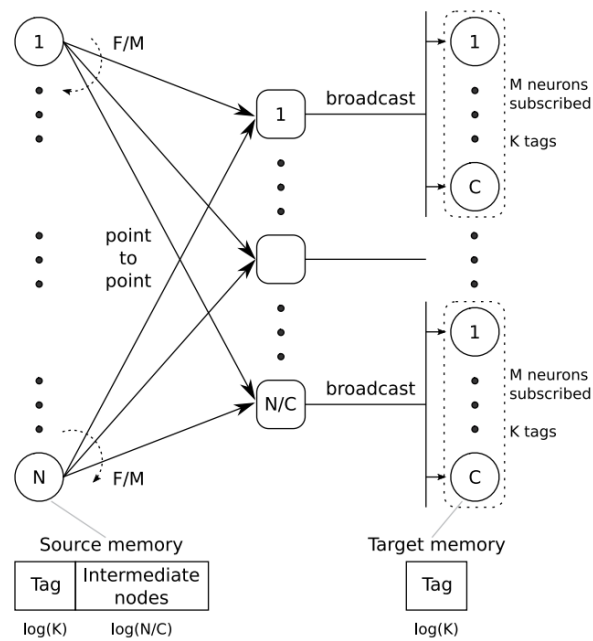 1
F/M
1
broadcast
1
M neurons
subscribed
K tags
C
point
to
point
N/C
broadcast
1
M neurons
subscribed
K tags
C
N
F/M
Source memory
Tag
Intermediate
nodes
log(K)
log(N/C)
Target memory
Tag
log(K)